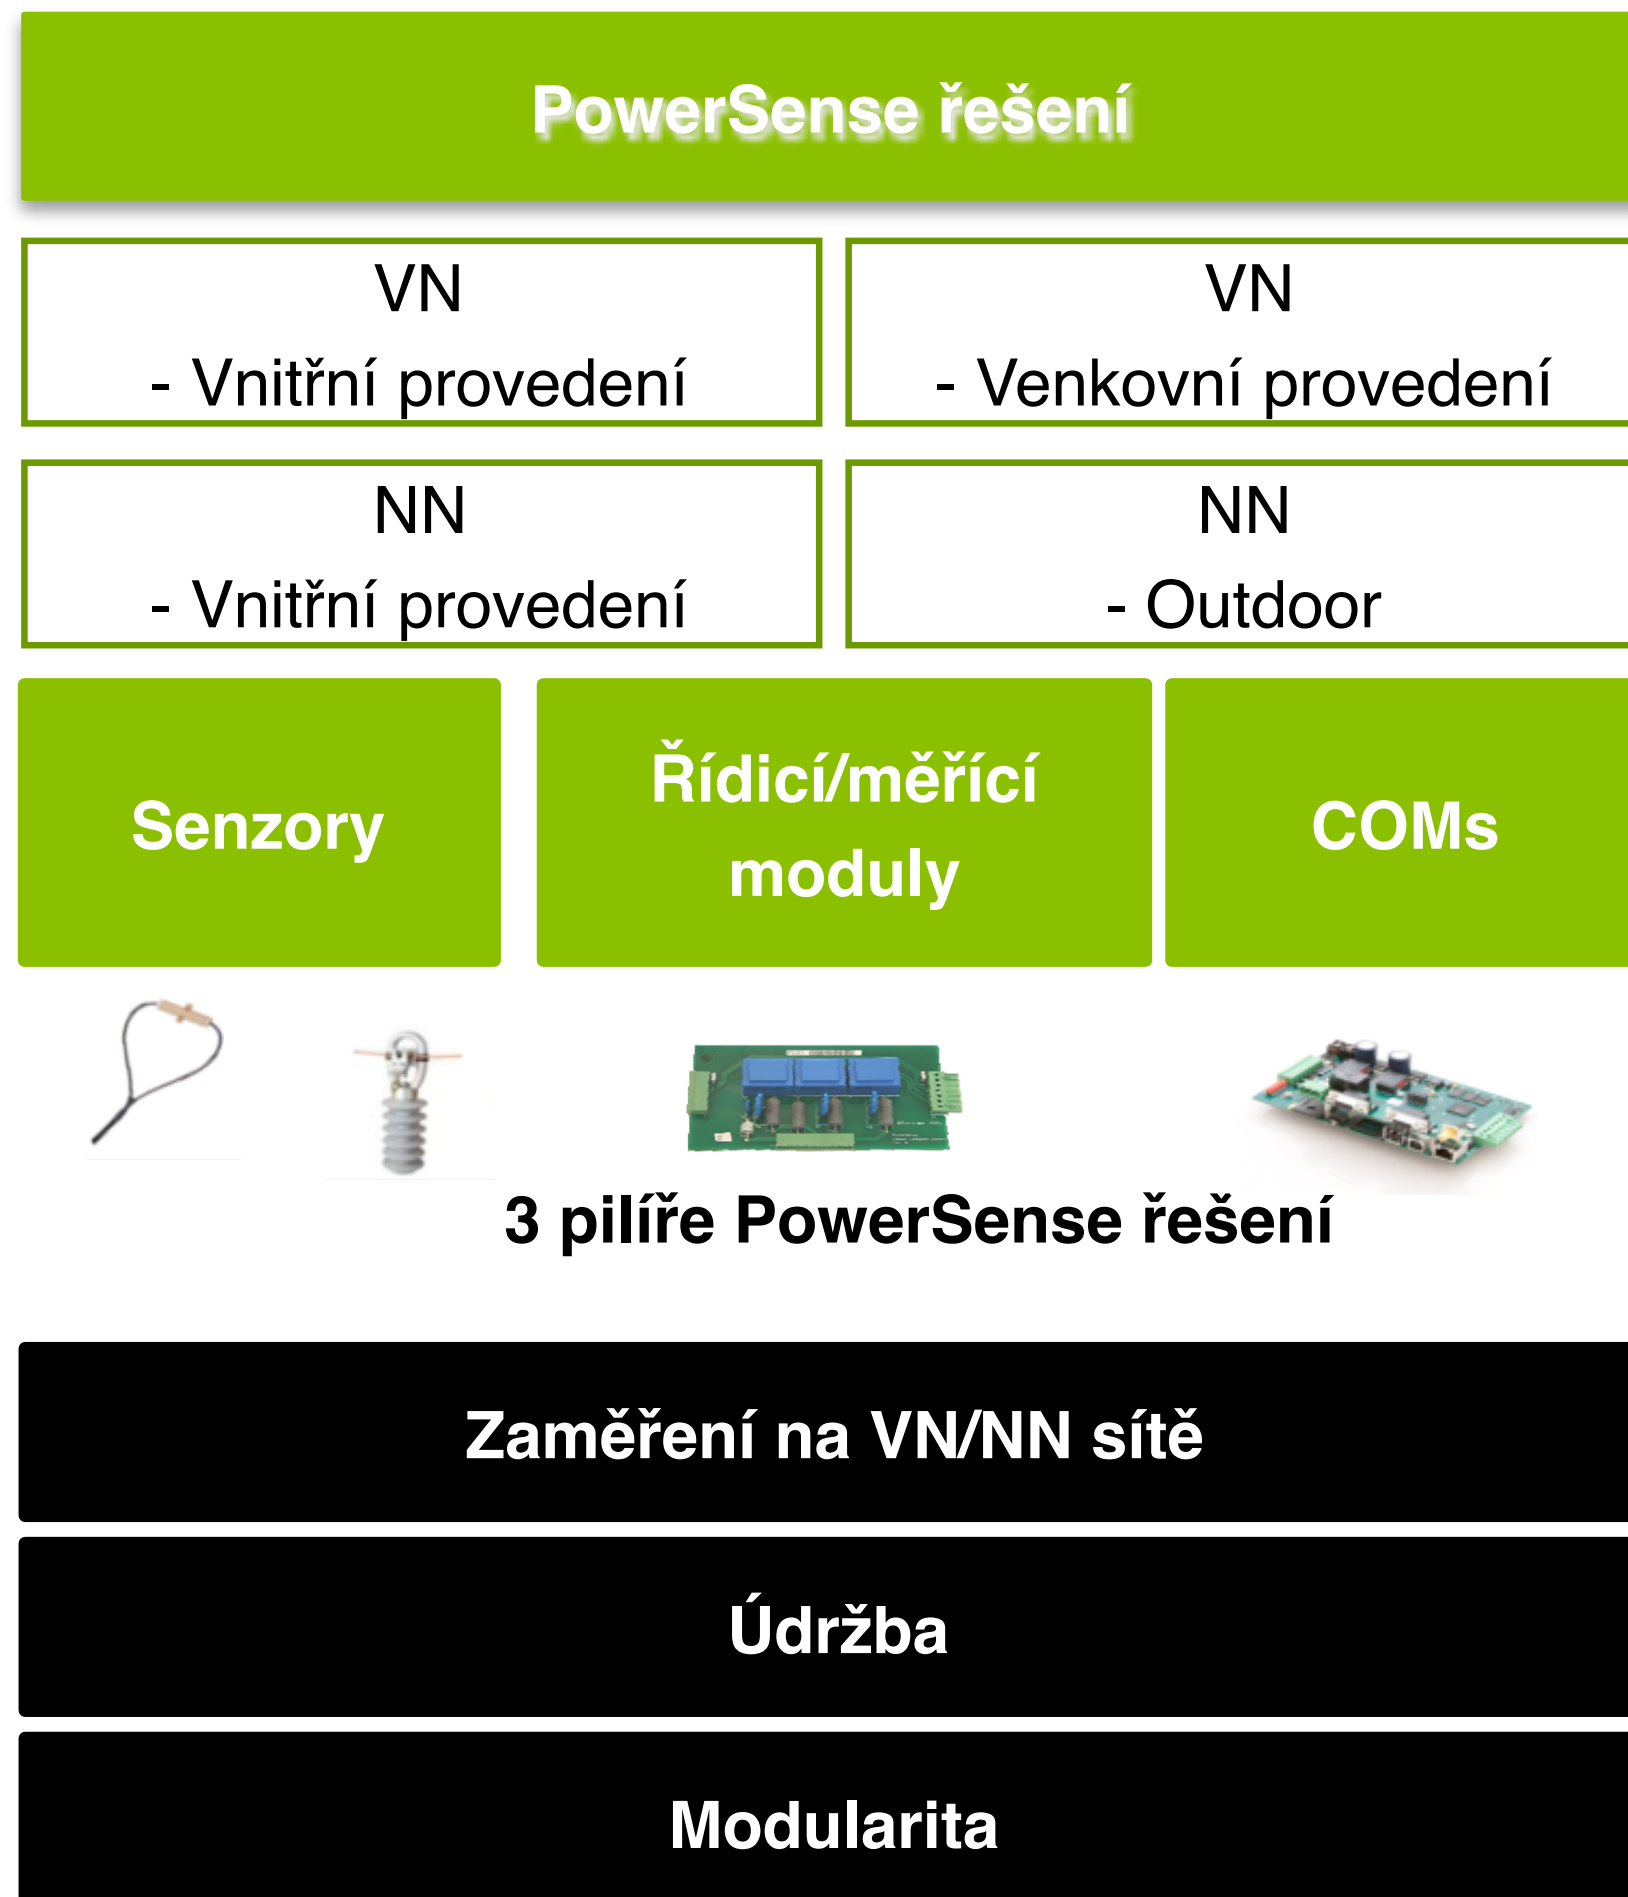 PowerSense řešení
VN
- Vnitřní provedení
VN
- Venkovní provedení
NN
- Vnitřní provedení
NN
- Outdoor
Senzory
Řídicí/měřící
moduly
COMs
3 pilíře PowerSense řešení
Zaměření na VN/NN sítě
Údržba
Modularita